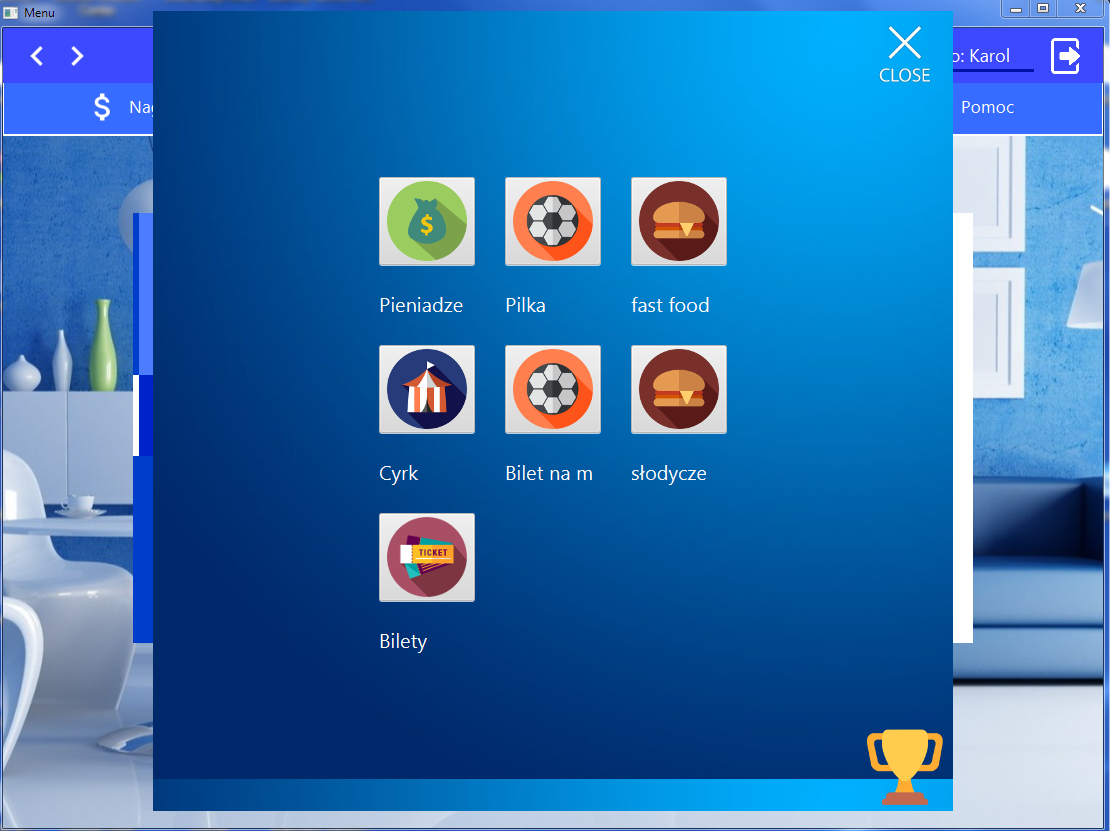 Menu
o: Karol
CLOSE
$ Nag
Pomoc
$
Pieniadze
Pilka
fast food
Cyrk
Bilet na m
słodycze
TICKET
Bilety